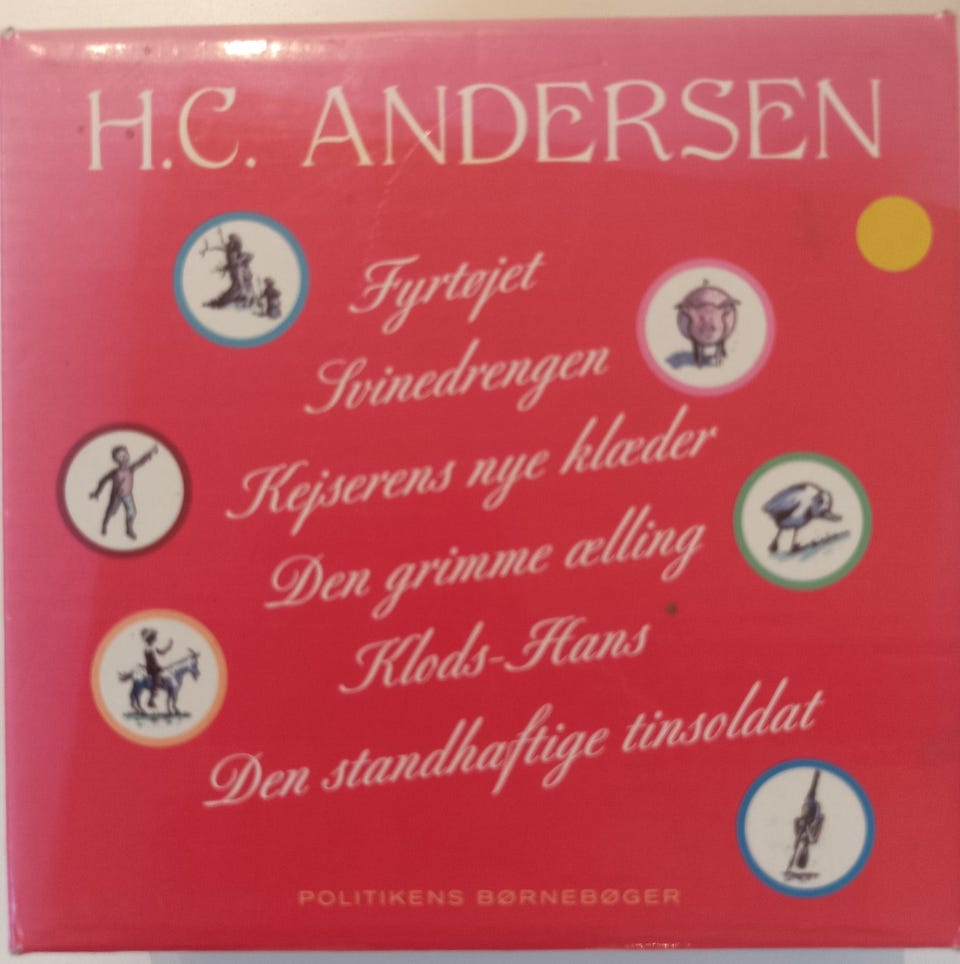 H.C. ANDERSEN
Fyrtøjet
Svinedrengen
Kejserens nye klæder
Den grimme ælling
Klods-Hans
Den standhaftige tinsoldat
POLITIKENS BØRNEBØGER